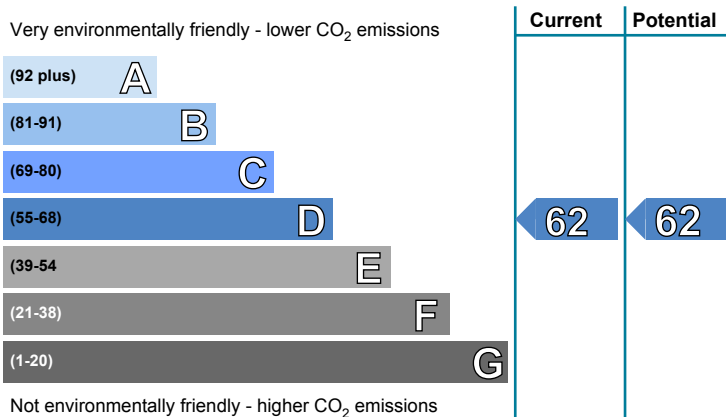 Current Potential
Very environmentally friendly - lower CO2 emissions
(92 plus) A
(81-91) B
(69-80) C
(55-68) D 62 62
(39-54 E
(21-38) F
(1-20) G
Not environmentally friendly - higher CO2 emissions